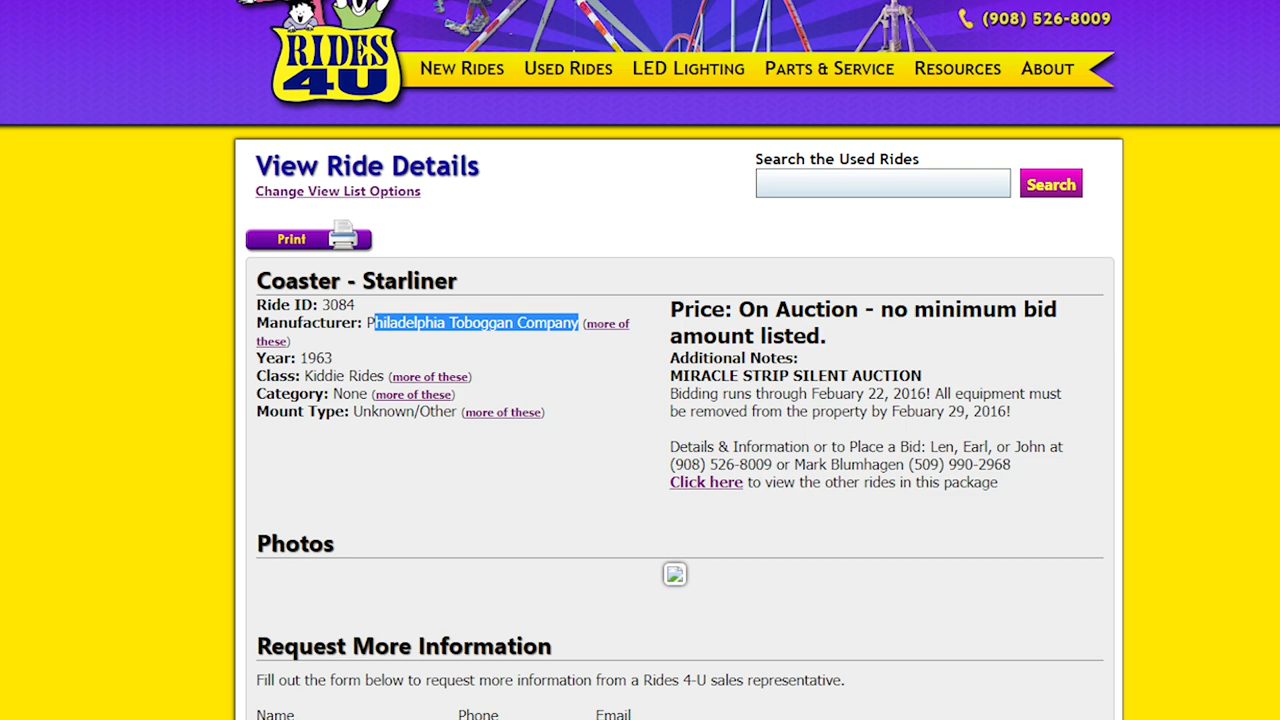 (908) 526-8009
RIDES
4U
NEW RIDES USED RIDES LED LIGHTING PARTS & SERVICE RESOURCES ABOUT
View Ride Details
Change View List Options
Search the Used Rides
Search
Print
Coaster - Starliner
Ride ID: 3084
Manufacturer: Philadelphia Toboggan Company (more of
these)
Year: 1963
Class: Kiddie Rides (more of these)
Category: None (more of these)
Mount Type: Unknown/Other (more of these)
Price: On Auction - no minimum bid
amount listed.
Additional Notes:
MIRACLE STRIP SILENT AUCTION
Bidding runs through Febuary 22, 2016! All equipment must
be removed from the property by Febuary 29, 2016!
Details & Information or to Place a Bid: Len, Earl, or John at
(908) 526-8009 or Mark Blumhagen (509) 990-2968
Click here to view the other rides in this package
Photos
Request More Information
Fill out the form below to request more information from a Rides 4-U sales representative.
Name Phone Email